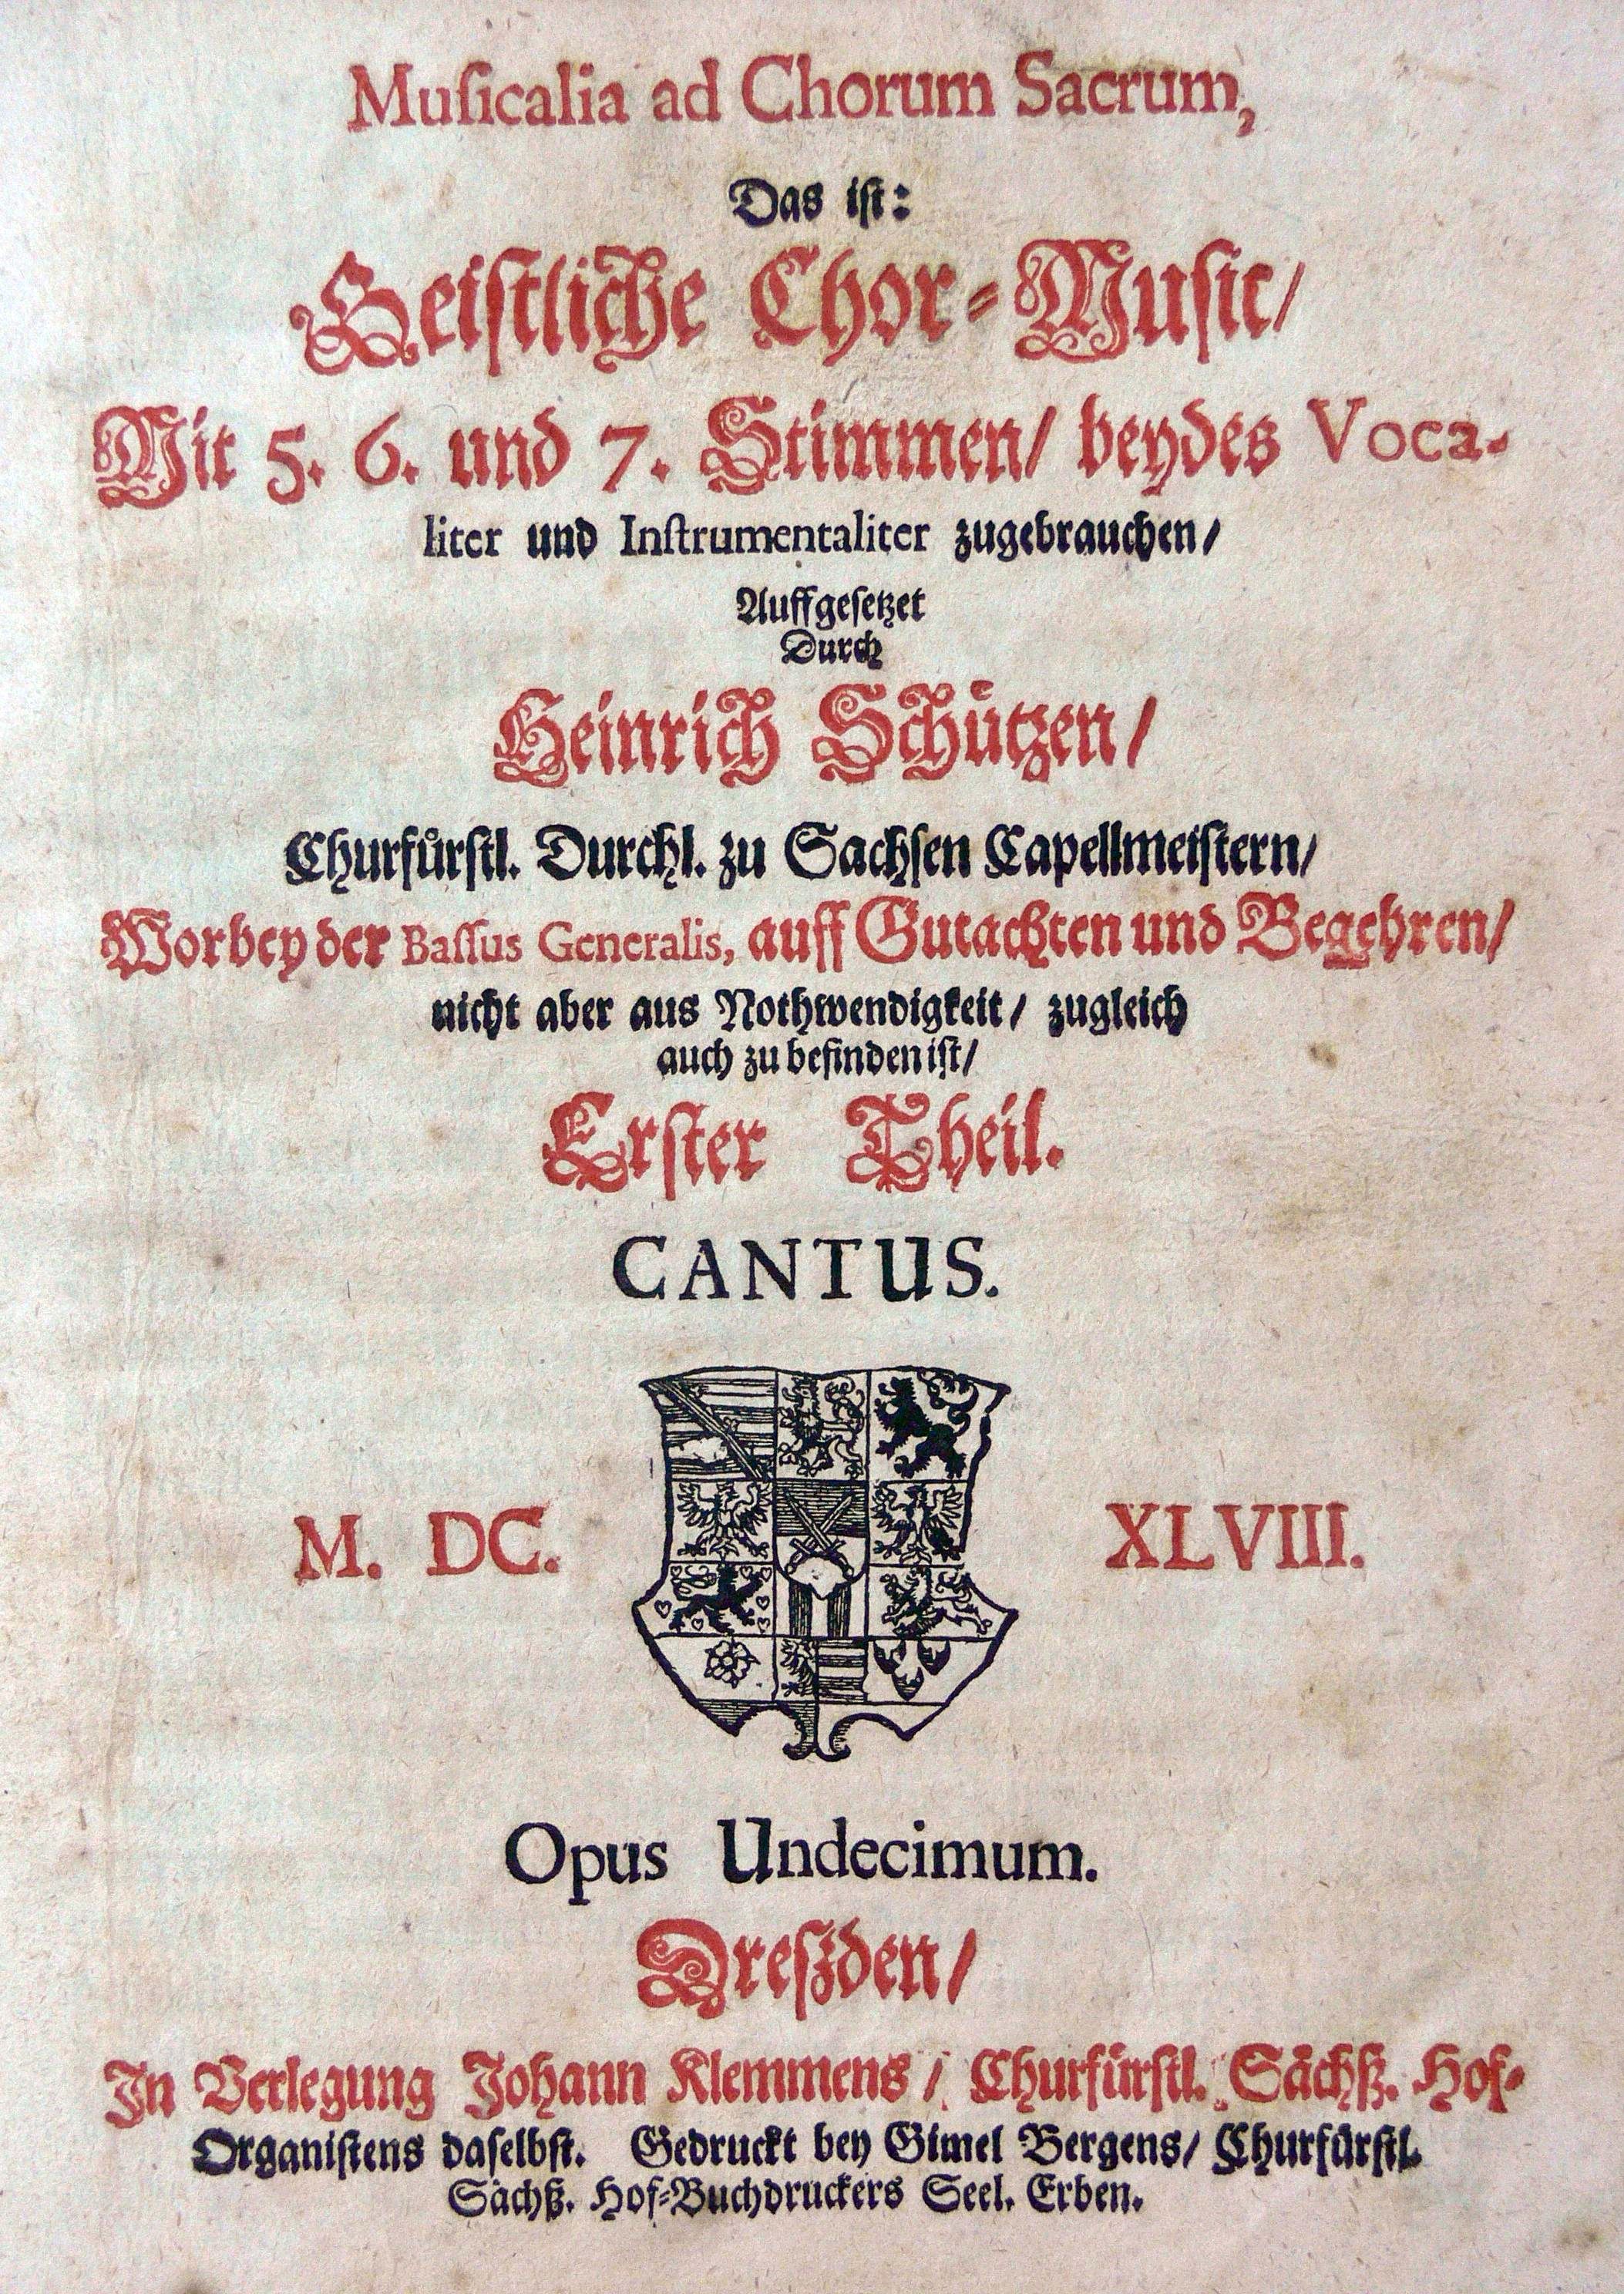 Muſicalia ad Chorum Sacrum,
Das iſt:
Geiſtliche Chor-Muſic/
Mit 5. 6. und 7. Stimmen/ beydes Voca-
liter und Inſtrumentaliter zugebrauchen/
Auffgeſetzet
Durch
Heinrich Schützen/
Churfürſtl. Durchl. zu Sachſen Capellmeiſtern/
Worbey der Baſſus Generalis, auff Gutachten und Begehren/
nicht aber aus Nothwendigkeit/ zugleich
auch zu befinden iſt/
Erſter Theil.
CANTUS.
M. DC. XLVIII.
Opus Undecimum.
Dreſzden/
In Verlegung Johann Klemmens/ Churfürſtl. Sächß. Hof-
Organiſtens daſelbſt. Gedruckt bey Gimel Bergens/ Churfürſtl.
Sächß. Hof-Buchdruckers Seel. Erben.